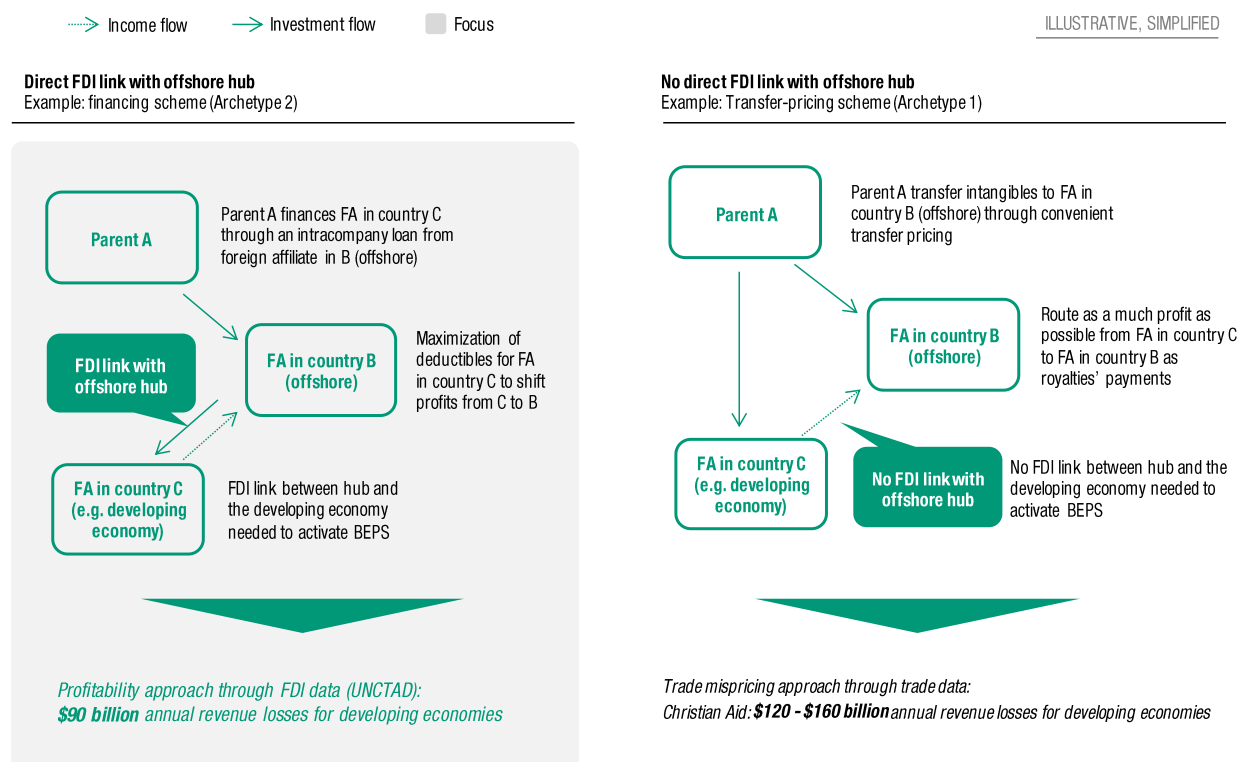 Income flow
Investment flow
Focus
ILLUSTRATIVE, SIMPLIFIED
Direct FDI link with offshore hub
Example: financing scheme (Archetype 2)
Parent A
Parent A finances FA in country C
through an intracompany loan from
foreign affiliate in B (offshore)
FDI link with
offshore hub
FA in country B
(offshore)
Maximization of
deductibles for FA
in country C to shift
profits from C to B
FA in country C
(e.g. developing
economy)
FDI link between hub and
the developing economy
needed to activate BEPS
Profitability approach through FDI data (UNCTAD):
$90 billion annual revenue losses for developing economies
No direct FDI link with offshore hub
Example: Transfer-pricing scheme (Archetype 1)
Parent A
Parent A transfer intangibles to FA in
country B (offshore) through convenient
transfer pricing
FA in country B
(offshore)
Route as a much profit as
possible from FA in country C
to FA in country B as
royalties’ payments
FA in country C
(e.g. developing
economy)
No FDI link with
offshore hub
No FDI link between hub and the
developing economy needed to
activate BEPS
Trade mispricing approach through trade data:
Christian Aid: $120 - $160 billion annual revenue losses for developing economies